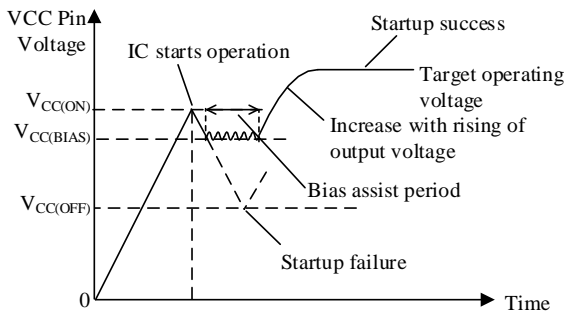 VCC Pin
Voltage
Startup success
IC starts operation
Target operating
voltage
VCC(ON)
Increase with rising of
output voltage
VCC(BIAS)
Bias assist period
VCC(OFF)
Startup failure
0
Time